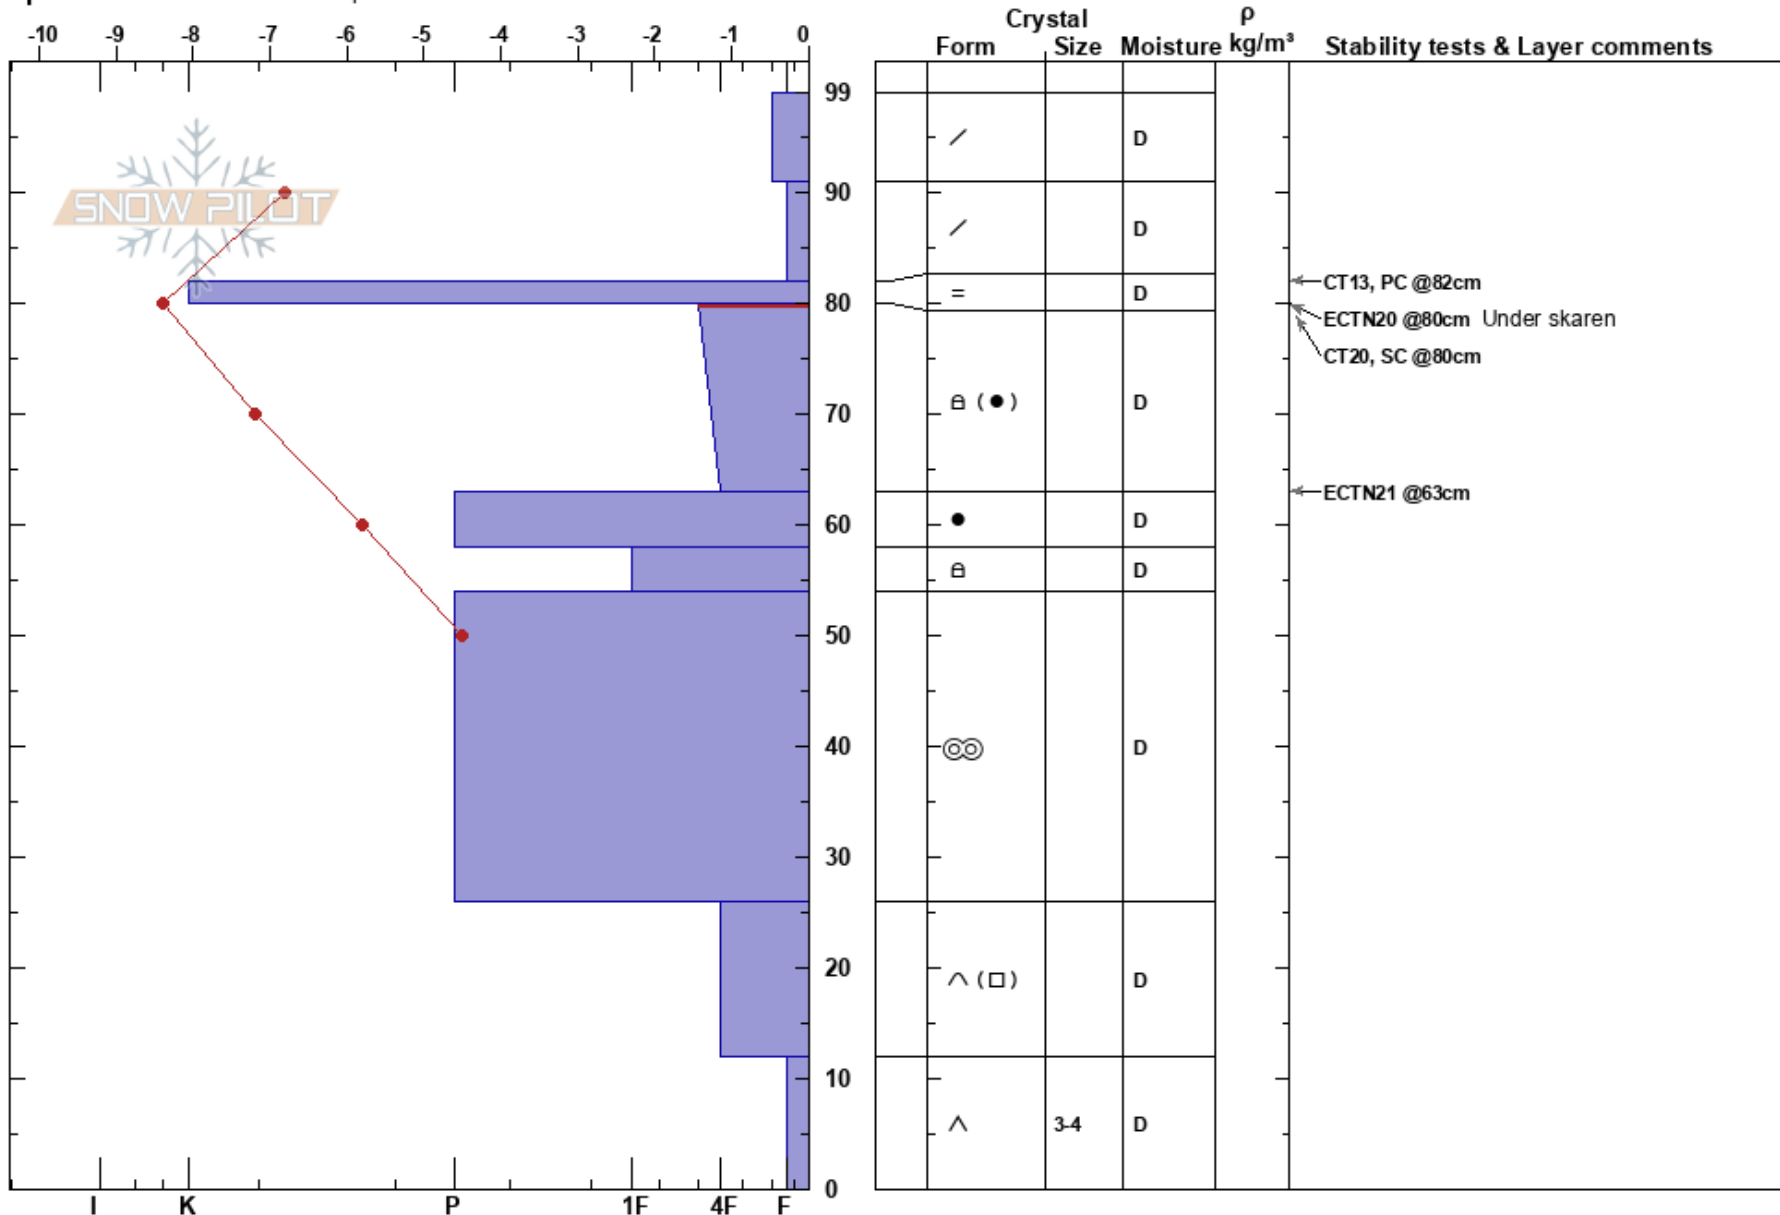 Crystal ρ
-10 -9 -8 -7 -6 -5 -4 -3 -2 -1 0 Form Size Moisture kg/m³ Stability tests & Layer comments
99
D
SNOW PILOT
90
D
CT13, PC @82cm
= D
80
ECTN20 @80cm Under skaren
CT20, SC @80cm
70
( ● ) D
ECTN21 @63cm
60
● D
D
50
40
D
30
20
( □ ) D
10
3-4 D
0
I K P 1F 4F F